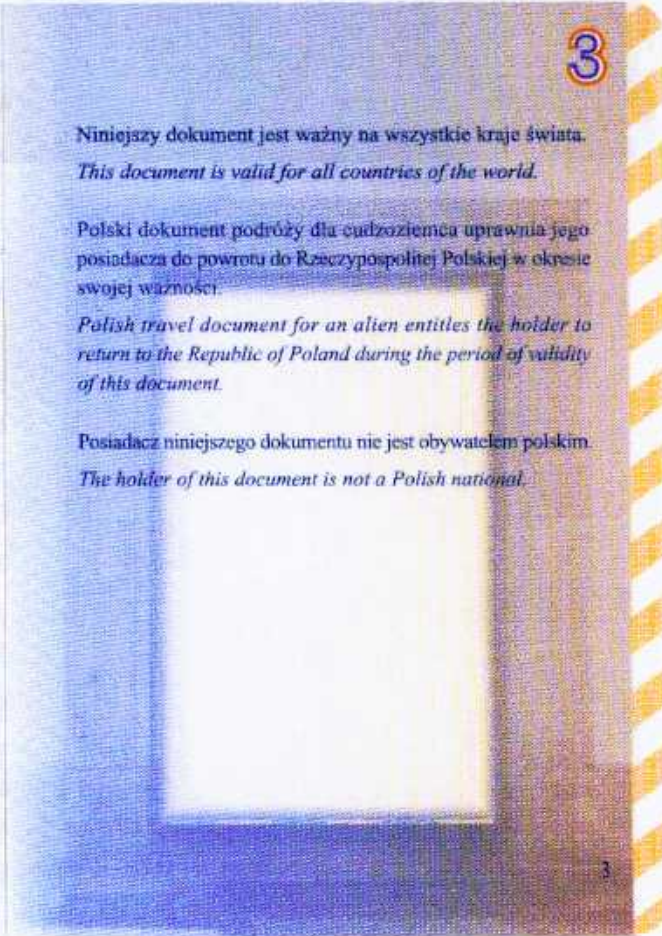 3
Niniejszy dokument jest ważny na wszystkie kraje świata.
This document is valid for all countries of the world.
Polski dokument podróży dla cudzoziemca uprawnia jego
posiadacza do powrotu do Rzeczypospolitej Polskiej w okresie
swojej ważności.
Polish travel document for an alien entitles the holder to
return to the Republic of Poland during the period of validity
of this document.
Posiadacz niniejszego dokumentu nie jest obywatelem polskim.
The holder of this document is not a Polish national.
3